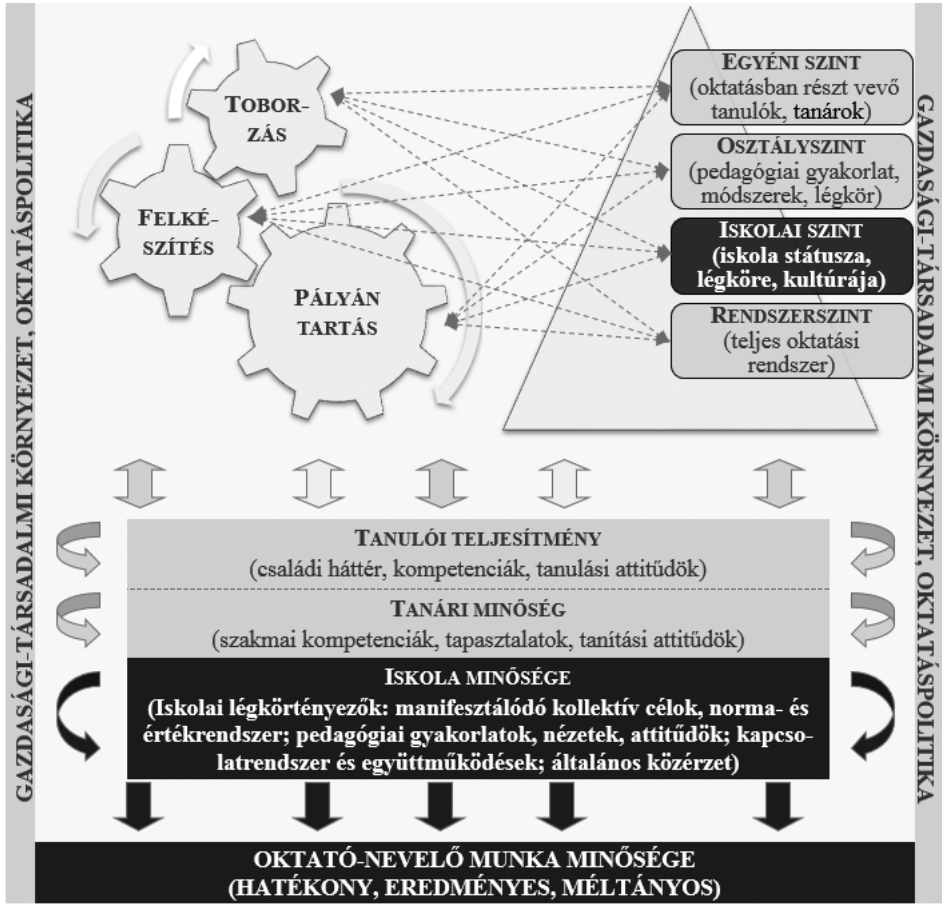 GAZDASÁGI-TÁRSADALMI KÖRNYEZET, OKTATÁSPOLITIKA
TOBOR-
ZÁS
FELKÉ-
SZÍTÉS
PÁLYÁN
TARTÁS
EGYÉNI SZINT
(oktatásban részt vevő
tanulók, tanárok)
OSZTÁLYSZINT
(pedagógiai gyakorlat,
módszerek, légkör)
ISKOLAI SZINT
(iskola státusza,
légköre, kultúrája)
RENDSZERSZINT
(teljes oktatási
rendszer)
GAZDASÁGI-TÁRSADALMI KÖRNYEZET, OKTATÁSPOLITIKA
TANULÓI TELJESÍTMÉNY
(családi háttér, kompetenciák, tanulási attitűdök)
TANÁRI MINŐSÉG
(szakmai kompetenciák, tapasztalatok, tanítási attitűdök)
ISKOLA MINŐSÉGE
(Iskolai légkörtényezők: manifesztálódó kollektív célok, norma- és
értékrendszer; pedagógiai gyakorlatok, nézetek, attitűdök; kapcso-
latrendszer és együttműködések; általános közérzet)
OKTATÓ-NEVELŐ MUNKA MINŐSÉGE
(HATÉKONY, EREDMÉNYES, MÉLTÁNYOS)